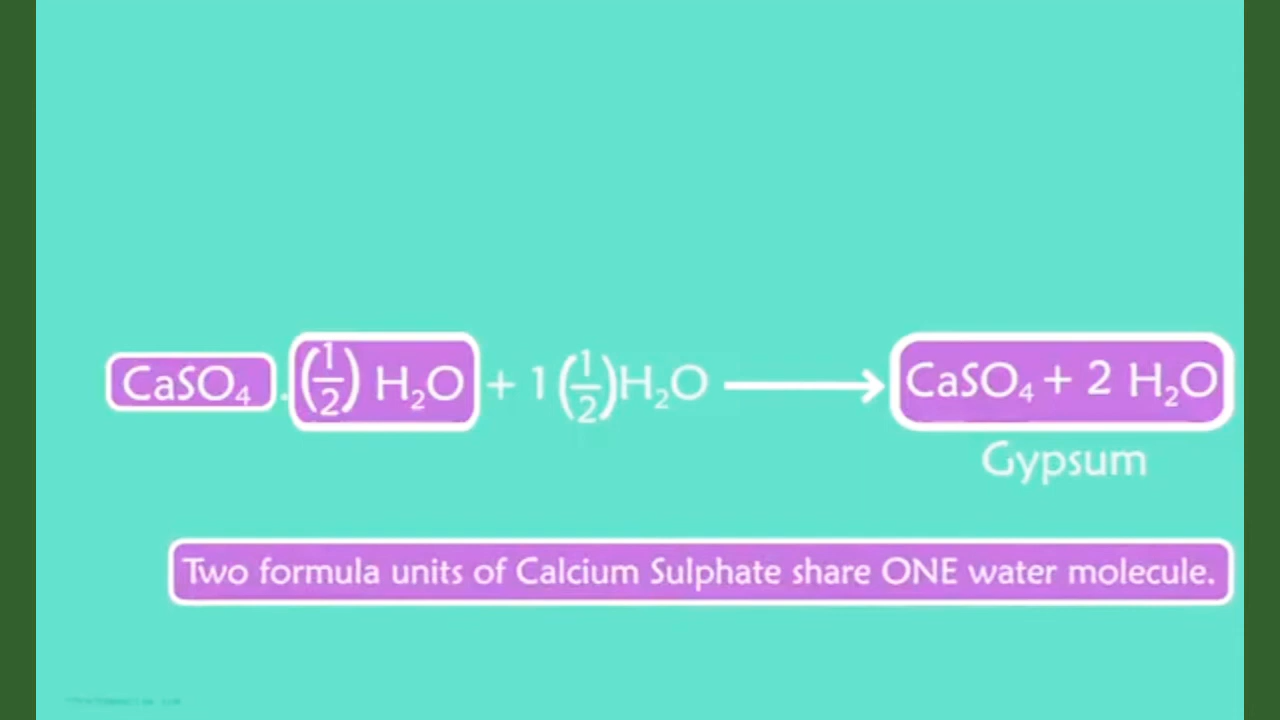 CaSO₄ . (1/2) H₂O + 1 (1/2) H₂O ⟶ CaSO₄ + 2 H₂O
Gypsum
Two formula units of Calcium Sulphate share ONE water molecule.